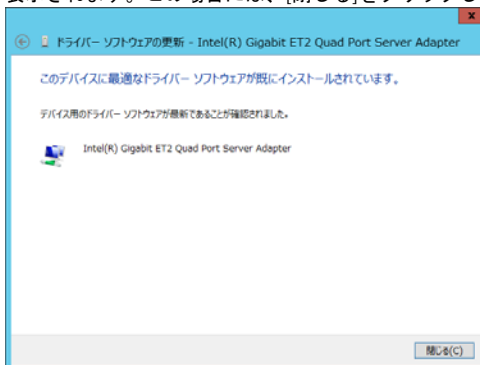 表示されます。この場合には、[閉じる]をクリックし
ドライバー ソフトウェアの更新 - Intel(R) Gigabit ET2 Quad Port Server Adapter
このデバイスに最適なドライバー ソフトウェアが既にインストールされています。
デバイス用のドライバー ソフトウェアが最新であることが確認されました。
Intel(R) Gigabit ET2 Quad Port Server Adapter
閉じる(C)